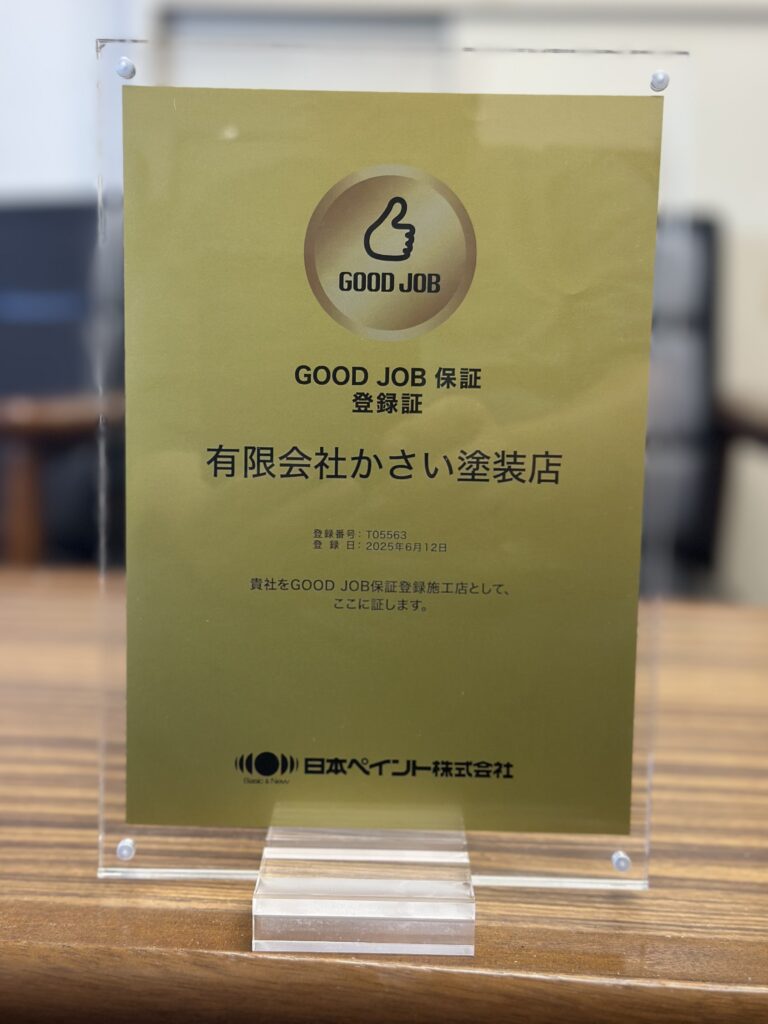 GOOD JOB
GOOD JOB 保証
登録証
有限会社かさい塗装店
登録番号：T05563
登 録 日：2025年6月12日
貴社をGOOD JOB保証登録施工店として、
ここに証します。
日本ペイント株式会社
Basic & New